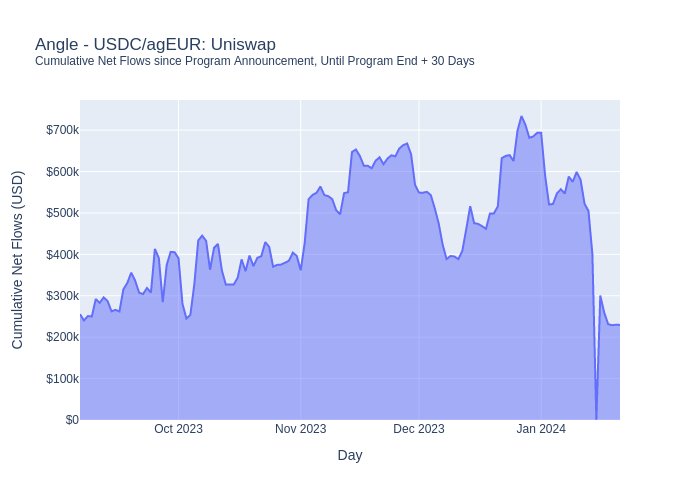 Angle - USDC/agEUR: Uniswap
Cumulative Net Flows since Program Announcement, Until Program End + 30 Days
Cumulative Net Flows (USD)
$700k
$600k
$500k
$400k
$300k
$200k
$100k
$0
Oct 2023 Nov 2023 Dec 2023 Jan 2024
Day